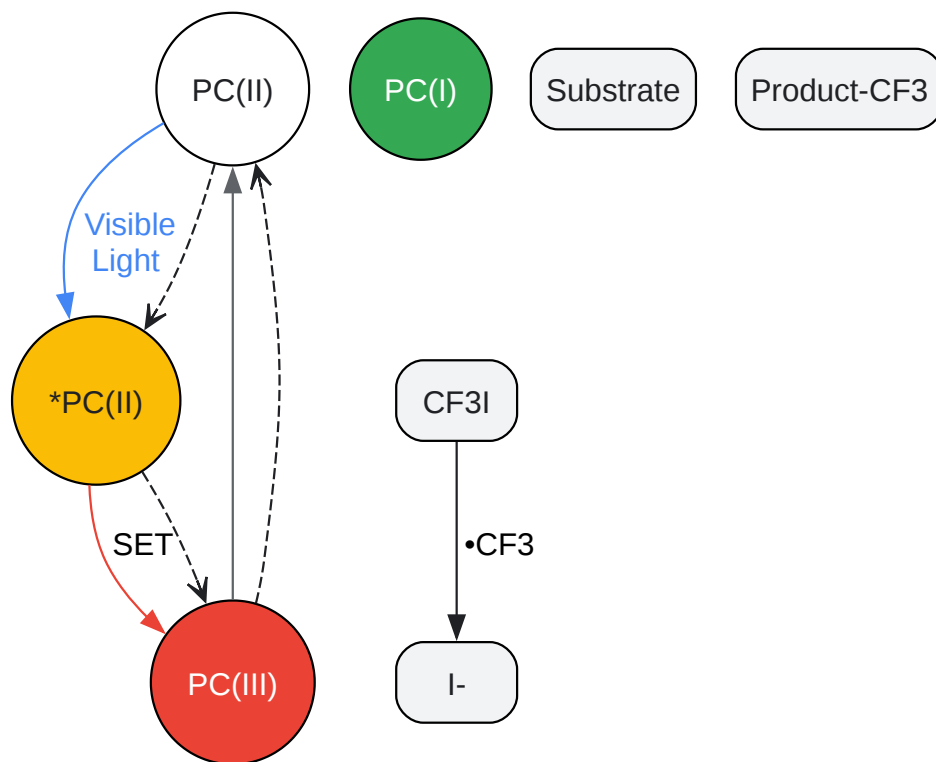 PC(II)
PC(I)
Substrate
Product-CF3
Visible
Light
*PC(II)
CF3I
SET
•CF3
PC(III)
I-